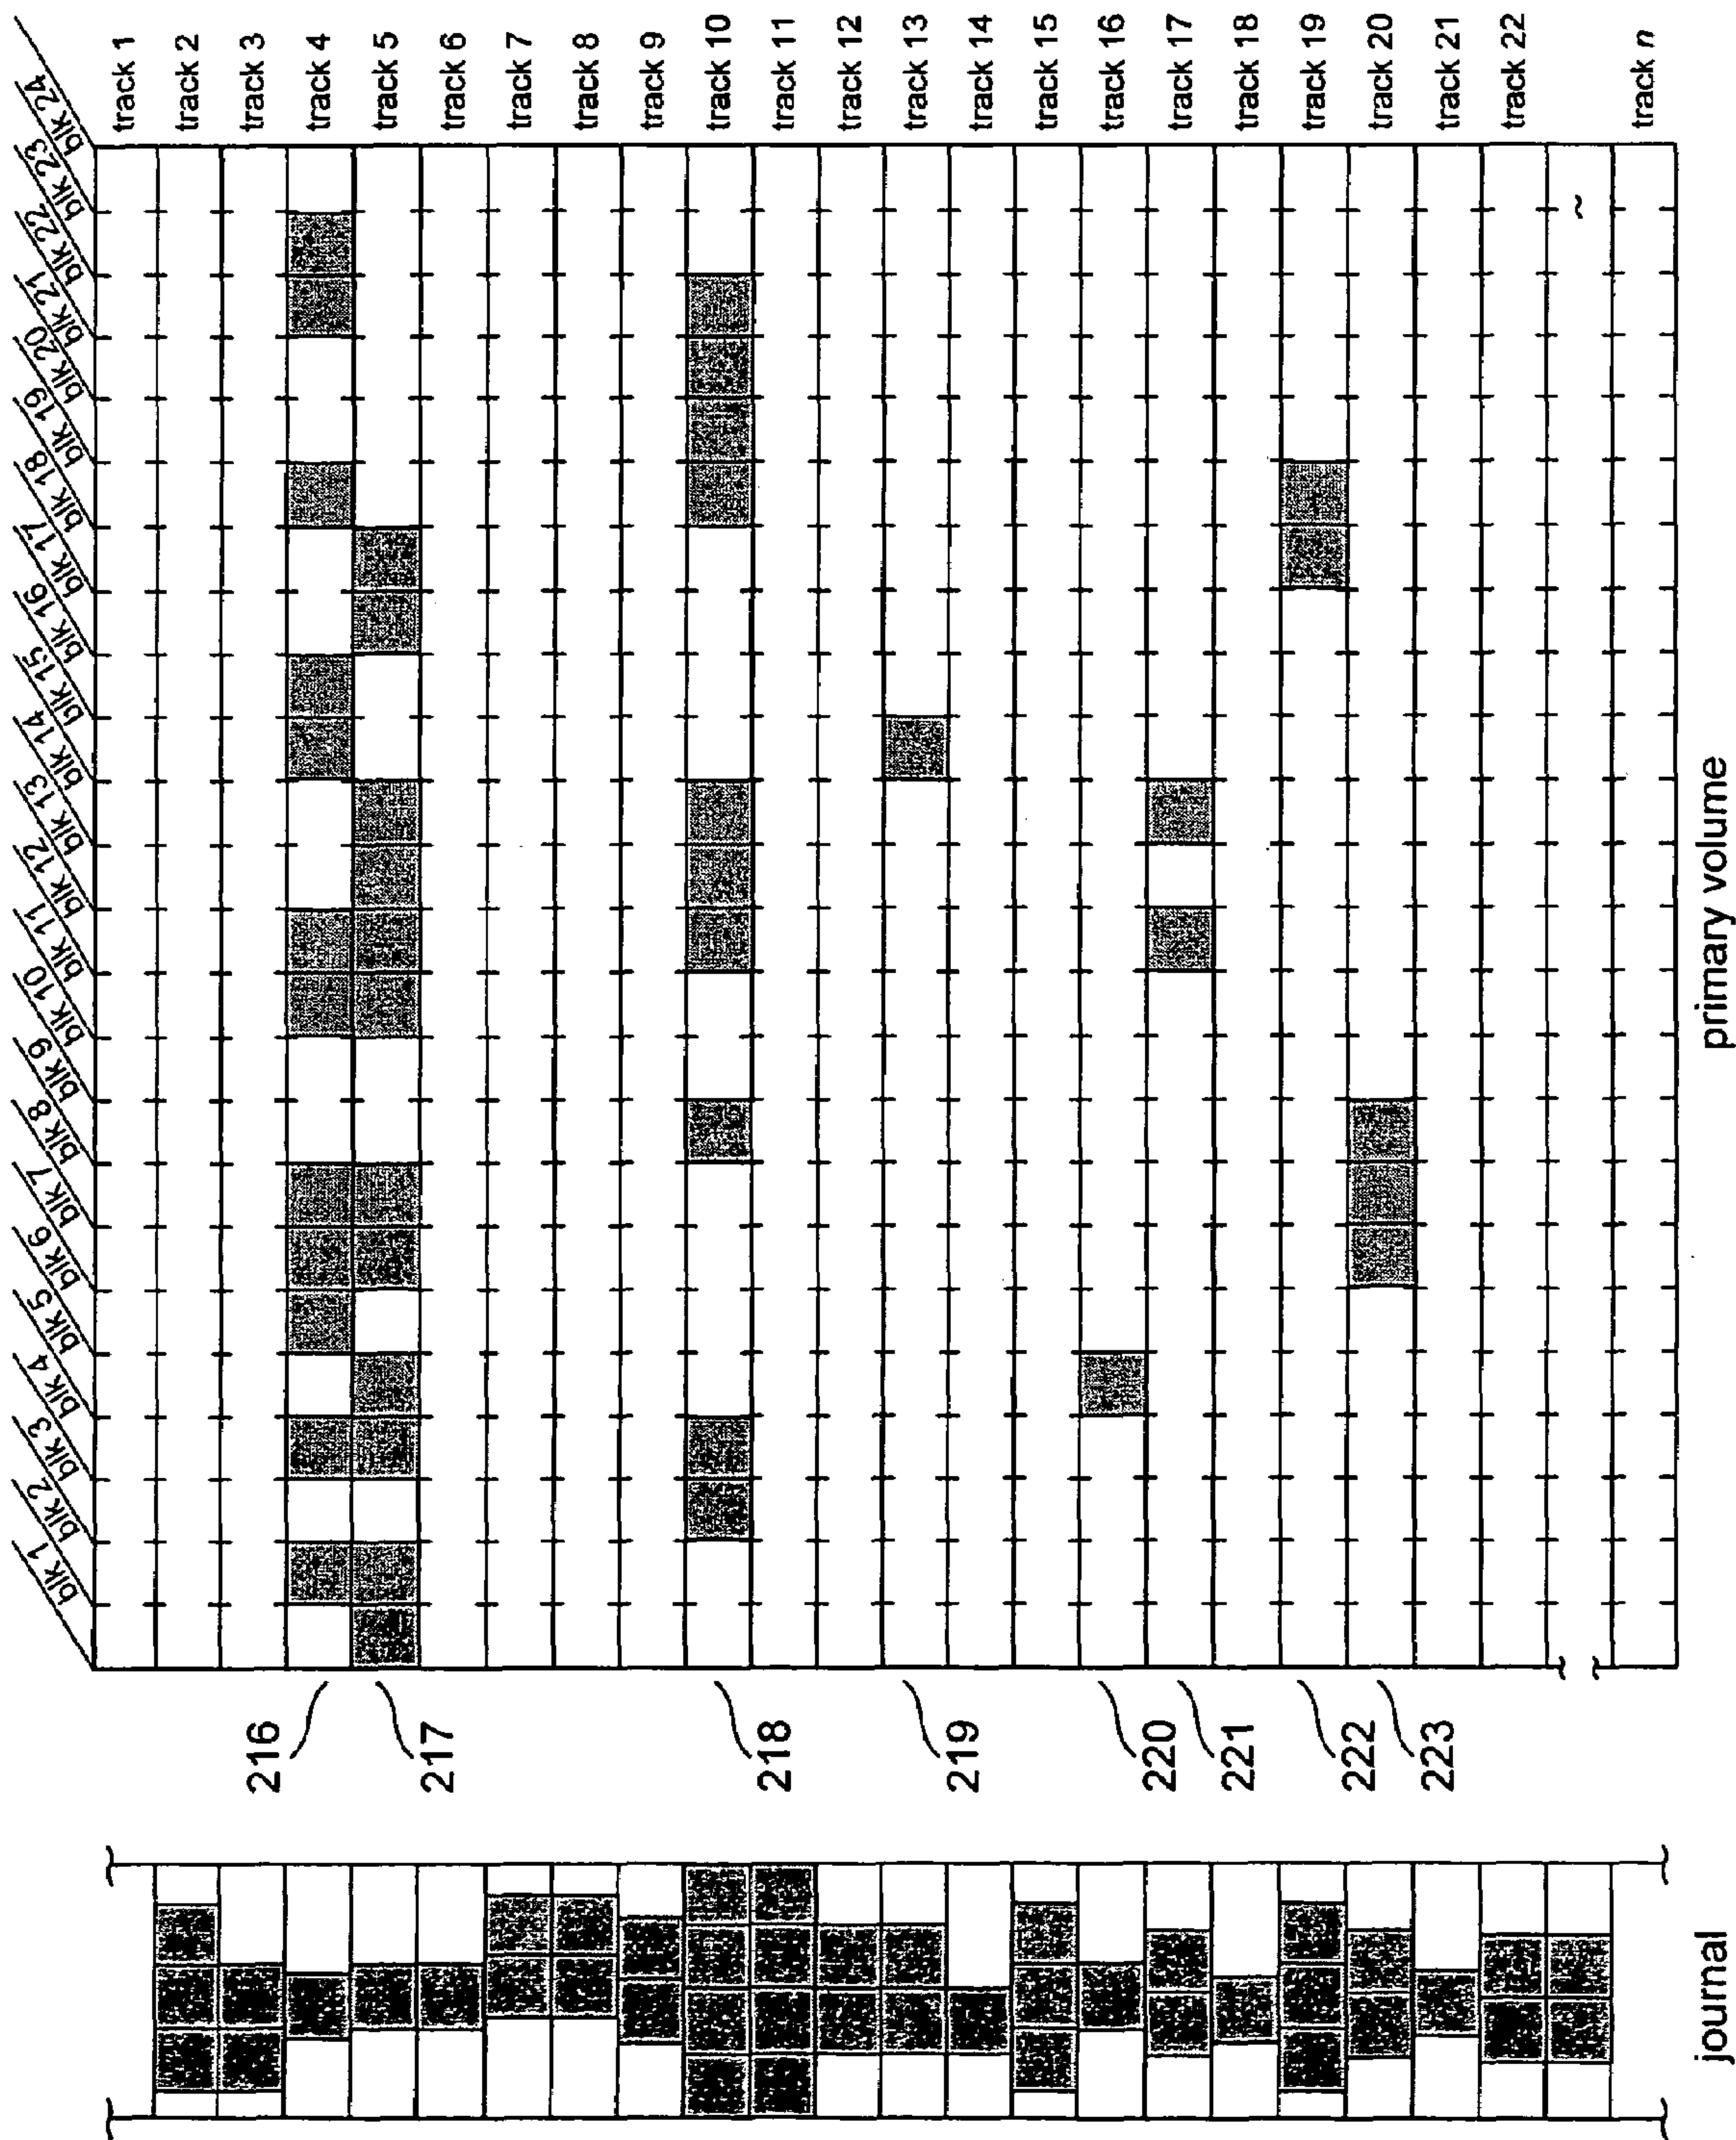 blk 1
blk 2
blk 3
blk 4
blk 5
blk 6
blk 7
blk 8
blk 9
blk 10
blk 11
blk 12
blk 13
blk 14
blk 15
blk 16
blk 17
blk 18
blk 19
blk 20
blk 21
blk 22
blk 23
blk 24
track 1
track 2
track 3
track 4
track 5
track 6
track 7
track 8
track 9
track 10
track 11
track 12
track 13
track 14
track 15
track 16
track 17
track 18
track 19
track 20
track 21
track 22
~
track n
216
217
218
219
220
221
222
223
journal
primary volume